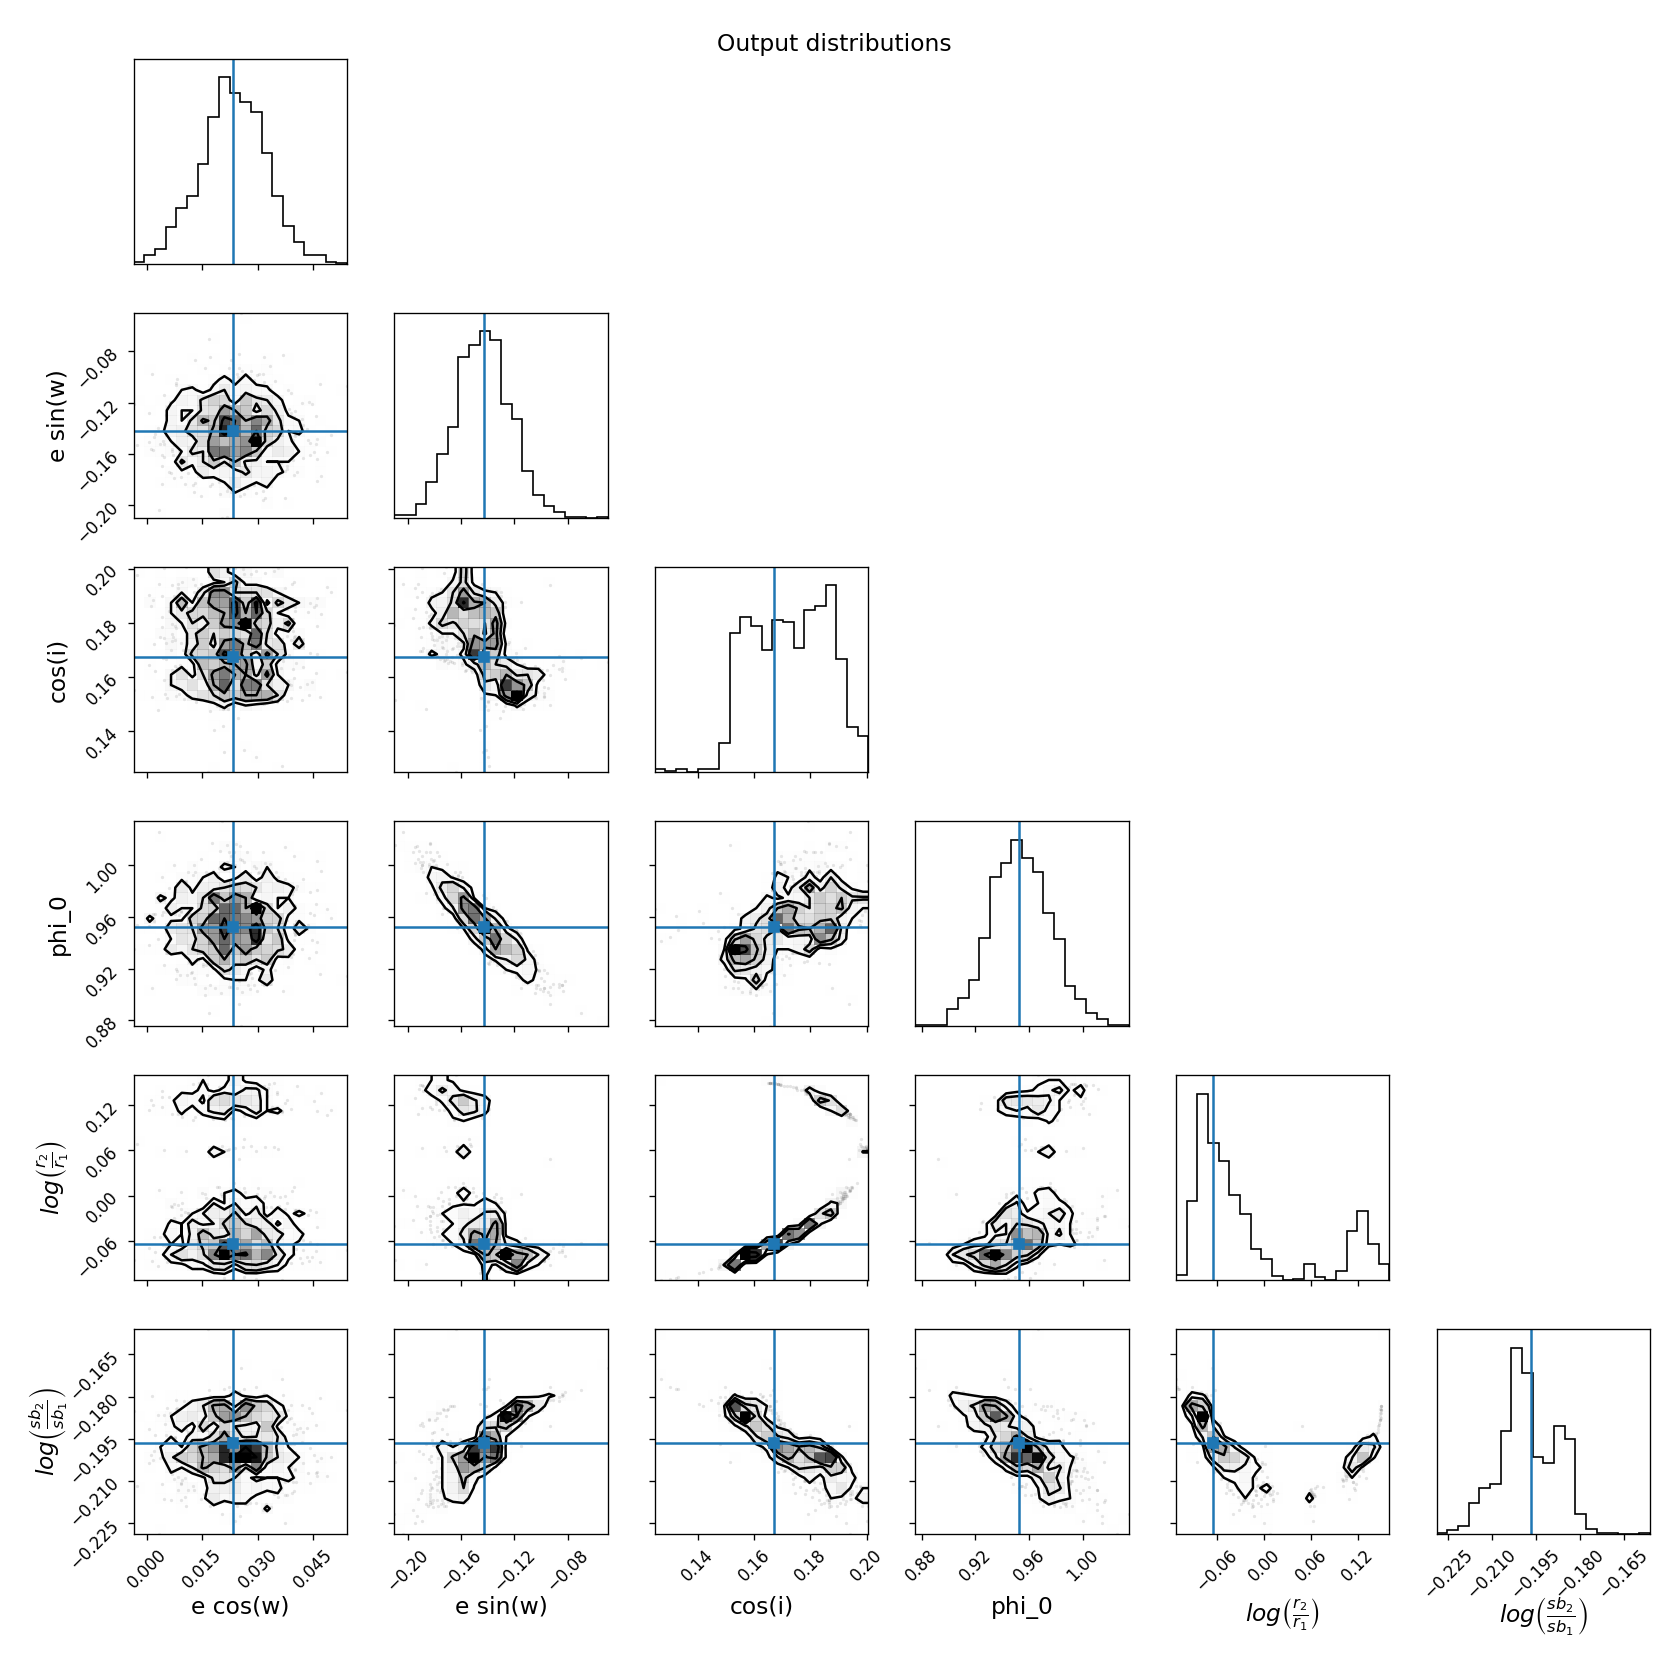 Output distributions
e sin(w)
−0.08
−0.12
−0.16
−0.20
cos(i)
0.20
0.18
0.16
0.14
phi_0
1.00
0.96
0.92
0.88
log(r₂/r₁)
0.12
0.06
0.00
−0.06
log(sb₂/sb₁)
−0.165
−0.180
−0.195
−0.210
−0.225
0.000 0.015 0.030 0.045
−0.20 −0.16 −0.12 −0.08
0.14 0.16 0.18 0.20
0.88 0.92 0.96 1.00
−0.06 0.00 0.06 0.12
−0.225 −0.210 −0.195 −0.180 −0.165
e cos(w) e sin(w) cos(i) phi_0 log(r₂/r₁) log(sb₂/sb₁)